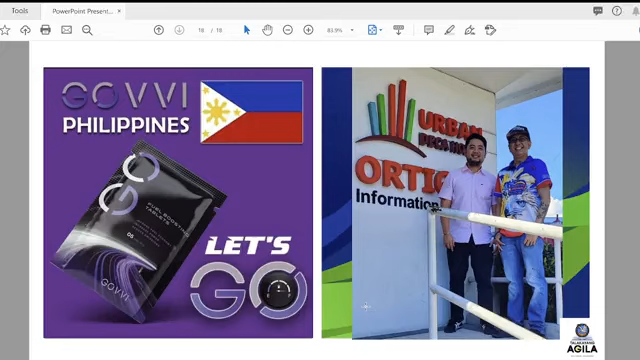 Tools
PowerPoint Present...
16 / 18
83.9%
GOVVI
PHILIPPINES
GO
FUEL BOOSTING
TABLETS
GOVVI
LET'S
GO
URBAN
DECA
ORTIG
Information
AGILA